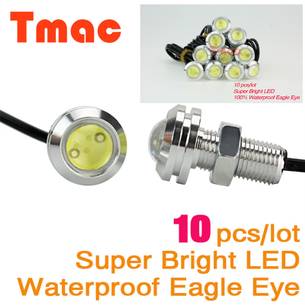 Tmac
10 pcs/lot
Super Bright LED
100% Waterproof Eagle Eye
10 pcs/lot
Super Bright LED
Waterproof Eagle Eye